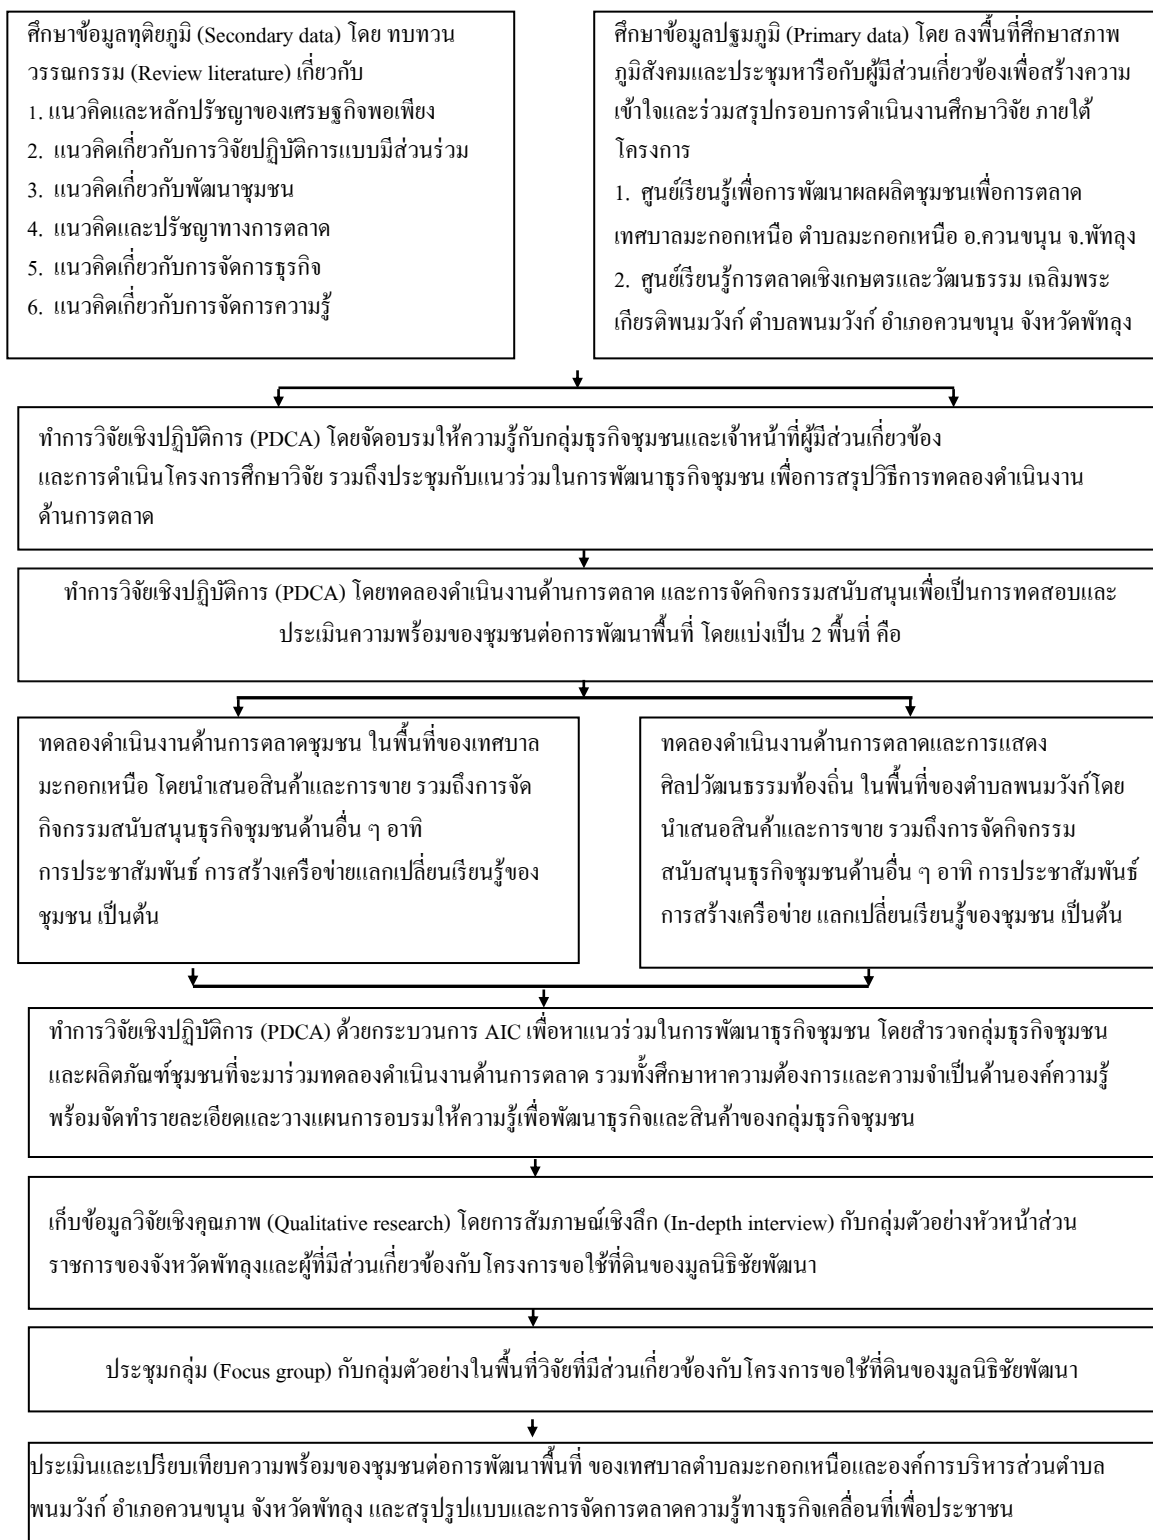 ศึกษาข้อมูลทุติยภูมิ (Secondary data) โดย ทบทวน
วรรณกรรม (Review literature) เกี่ยวกับ
1. แนวคิดและหลักปรัชญาของเศรษฐกิจพอเพียง
2. แนวคิดเกี่ยวกับการวิจัยปฏิบัติการแบบมีส่วนร่วม
3. แนวคิดเกี่ยวกับพัฒนาชุมชน
4. แนวคิดและปรัชญาทางการตลาด
5. แนวคิดเกี่ยวกับการจัดการธุรกิจ
6. แนวคิดเกี่ยวกับการจัดการความรู้
ศึกษาข้อมูลปฐมภูมิ (Primary data) โดย ลงพื้นที่ศึกษาสภาพ
ภูมิสังคมและประชุมหารือกับผู้มีส่วนเกี่ยวข้องเพื่อสร้างความ
เข้าใจและร่วมสรุปกรอบการดำเนินงานศึกษาวิจัย ภายใต้
โครงการ
1. ศูนย์เรียนรู้เพื่อการพัฒนาผลผลิตชุมชนเพื่อการตลาด
เทศบาลมะกอกเหนือ ตำบลมะกอกเหนือ อ.ควนขนุน จ.พัทลุง
2. ศูนย์เรียนรู้การตลาดเชิงเกษตรและวัฒนธรรม เฉลิมพระ
เกียรติพนมวังก์ ตำบลพนมวังก์ อำเภอควนขนุน จังหวัดพัทลุง
ทำการวิจัยเชิงปฏิบัติการ (PDCA) โดยจัดอบรมให้ความรู้กับกลุ่มธุรกิจชุมชนและเจ้าหน้าที่ผู้มีส่วนเกี่ยวข้อง
และการดำเนินโครงการศึกษาวิจัย รวมถึงประชุมกับแนวร่วมในการพัฒนาธุรกิจชุมชน เพื่อการสรุปวิธีการทดลองดำเนินงาน
ด้านการตลาด
ทำการวิจัยเชิงปฏิบัติการ (PDCA) โดยทดลองดำเนินงานด้านการตลาด และการจัดกิจกรรมสนับสนุนเพื่อเป็นการทดสอบและ
ประเมินความพร้อมของชุมชนต่อการพัฒนาพื้นที่ โดยแบ่งเป็น 2 พื้นที่ คือ
ทดลองดำเนินงานด้านการตลาดชุมชน ในพื้นที่ของเทศบาล
มะกอกเหนือ โดยนำเสนอสินค้าและการขาย รวมถึงการจัด
กิจกรรมสนับสนุนธุรกิจชุมชนด้านอื่น ๆ อาทิ
การประชาสัมพันธ์ การสร้างเครือข่ายแลกเปลี่ยนเรียนรู้ของ
ชุมชน เป็นต้น
ทดลองดำเนินงานด้านการตลาดและการแสดง
ศิลปวัฒนธรรมท้องถิ่น ในพื้นที่ของตำบลพนมวังก์โดย
นำเสนอสินค้าและการขาย รวมถึงการจัดกิจกรรม
สนับสนุนธุรกิจชุมชนด้านอื่น ๆ อาทิ การประชาสัมพันธ์
การสร้างเครือข่าย แลกเปลี่ยนเรียนรู้ของชุมชน เป็นต้น
ทำการวิจัยเชิงปฏิบัติการ (PDCA) ด้วยกระบวนการ AIC เพื่อหาแนวร่วมในการพัฒนาธุรกิจชุมชน โดยสำรวจกลุ่มธุรกิจชุมชน
และผลิตภัณฑ์ชุมชนที่จะมาร่วมทดลองดำเนินงานด้านการตลาด รวมทั้งศึกษาหาความต้องการและความจำเป็นด้านองค์ความรู้
พร้อมจัดทำรายละเอียดและวางแผนการอบรมให้ความรู้เพื่อพัฒนาธุรกิจและสินค้าของกลุ่มธุรกิจชุมชน
เก็บข้อมูลวิจัยเชิงคุณภาพ (Qualitative research) โดยการสัมภาษณ์เชิงลึก (In-depth interview) กับกลุ่มตัวอย่างหัวหน้าส่วน
ราชการของจังหวัดพัทลุงและผู้ที่มีส่วนเกี่ยวข้องกับโครงการขอใช้ที่ดินของมูลนิธิชัยพัฒนา
ประชุมกลุ่ม (Focus group) กับกลุ่มตัวอย่างในพื้นที่วิจัยที่มีส่วนเกี่ยวข้องกับโครงการขอใช้ที่ดินของมูลนิธิชัยพัฒนา
ประเมินและเปรียบเทียบความพร้อมของชุมชนต่อการพัฒนาพื้นที่ ของเทศบาลตำบลมะกอกเหนือและองค์การบริหารส่วนตำบล
พนมวังก์ อำเภอควนขนุน จังหวัดพัทลุง และสรุปรูปแบบและการจัดการตลาดความรู้ทางธุรกิจเคลื่อนที่เพื่อประชาชน